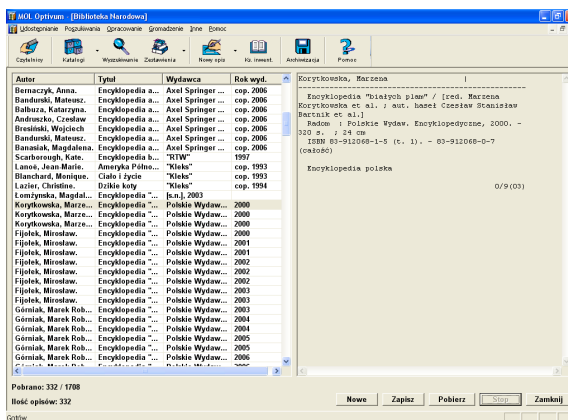 MOL Optivum - [Biblioteka Narodowa]
Udostępnianie Poszukiwania Opracowanie Gromadzenie Inne Pomoc
Czytelnicy Katalogi Wyszukiwanie Zestawienia Nowy opis Ks. inwent. Archiwizacja Pomoc
Autor Tytuł Wydawca Rok wyd.
Bernaczyk, Anna. Encyklopedia a... Axel Springer ... cop. 2006
Bandurski, Mateusz. Encyklopedia a... Axel Springer ... cop. 2006
Balbuza, Katarzyna. Encyklopedia a... Axel Springer ... cop. 2006
Andruszko, Czesław Encyklopedia a... Axel Springer ... cop. 2006
Bresiński, Wojciech Encyklopedia a... Axel Springer ... cop. 2006
Bandurski, Mateusz. Encyklopedia a... Axel Springer ... cop. 2006
Banasiak, Magdalena. Encyklopedia a... Axel Springer ... cop. 2006
Scarborough, Kate. Encyklopedia b... "RTW" 1997
Lanoë, Jean-Marie. Ameryka Półno... "Kleks" cop. 1993
Blanchard, Monique. Ciało i życie "Kleks" cop. 1993
Lazier, Christine. Dzikie koty "Kleks" cop. 1994
Łomżynska, Magdal... Encyklopedia "... [s.n.], 2003
Korytkowska, Marze... Encyklopedia "... Polskie Wydaw... 2000
Korytkowska, Marze... Encyklopedia "... Polskie Wydaw... 2000
Korytkowska, Marze... Encyklopedia "... Polskie Wydaw... 2000
Fijołek, Mirosław. Encyklopedia "... Polskie Wydaw... 2000
Fijołek, Mirosław. Encyklopedia "... Polskie Wydaw... 2001
Fijołek, Mirosław. Encyklopedia "... Polskie Wydaw... 2001
Fijołek, Mirosław. Encyklopedia "... Polskie Wydaw... 2002
Fijołek, Mirosław. Encyklopedia "... Polskie Wydaw... 2002
Fijołek, Mirosław. Encyklopedia "... Polskie Wydaw... 2002
Fijołek, Mirosław. Encyklopedia "... Polskie Wydaw... 2003
Fijołek, Mirosław. Encyklopedia "... Polskie Wydaw... 2003
Górniak, Marek Rob... Encyklopedia "... Polskie Wydaw... 2003
Górniak, Marek Rob... Encyklopedia "... Polskie Wydaw... 2004
Górniak, Marek Rob... Encyklopedia "... Polskie Wydaw... 2004
Górniak, Marek Rob... Encyklopedia "... Polskie Wydaw... 2005
Górniak, Marek Rob... Encyklopedia "... Polskie Wydaw... 2005
Górniak, Marek Rob... Encyklopedia "... Polskie Wydaw... 2006
Korytkowska, Marzena |
Encyklopedia "białych plam" / [red. Marzena
Korytkowska et al. ; aut. haseł Czesław Stanisław
Bartnik et al.]
Radom : Polskie Wydaw. Encyklopedyczne, 2000. -
320 s. ; 24 cm
ISBN 83-912068-1-5 (t. 1). - 83-912068-0-7
(całość)
Encyklopedia polska
0/9(03)
Pobrano: 332 / 1708
Ilość opisów: 332
Nowe Zapisz Pobierz Stop Zamknij
Gotów